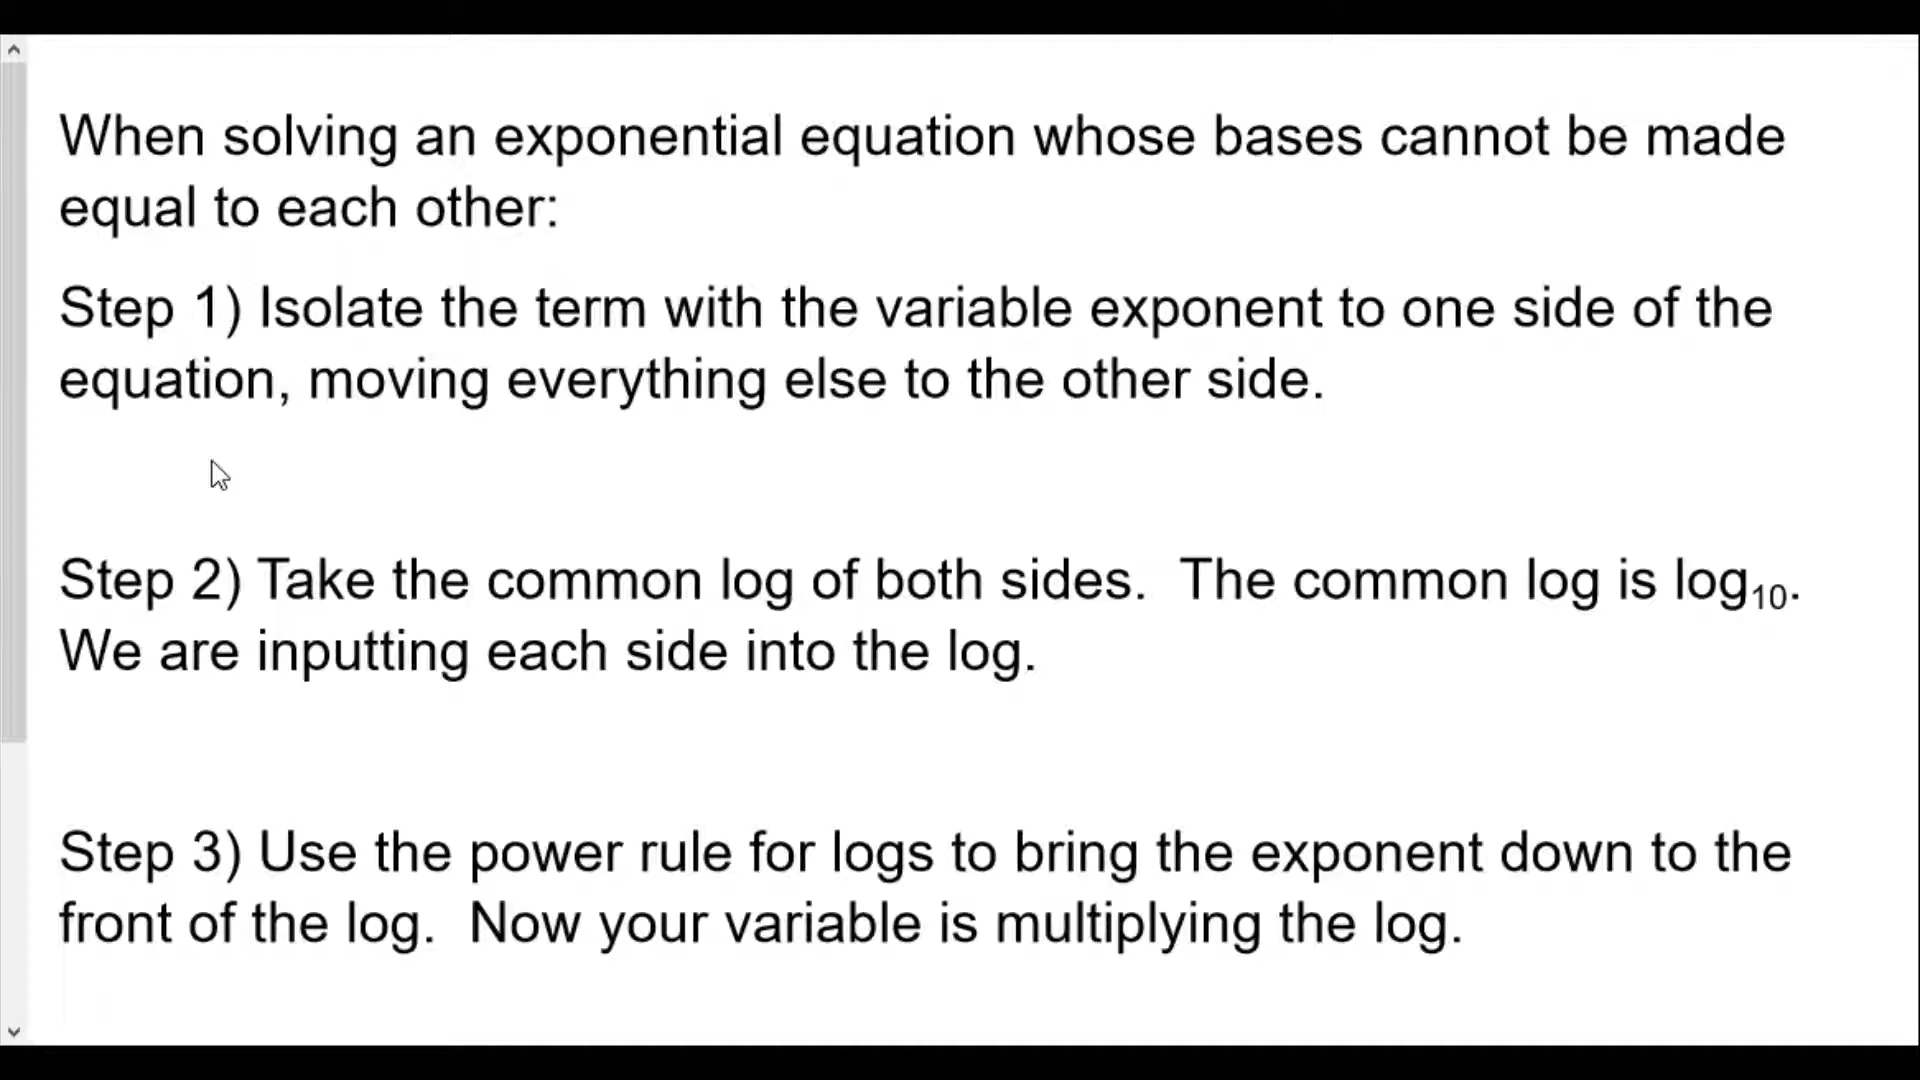 When solving an exponential equation whose bases cannot be made
equal to each other:
Step 1) Isolate the term with the variable exponent to one side of the
equation, moving everything else to the other side.
Step 2) Take the common log of both sides.  The common log is log₁₀.
We are inputting each side into the log.
Step 3) Use the power rule for logs to bring the exponent down to the
front of the log.  Now your variable is multiplying the log.